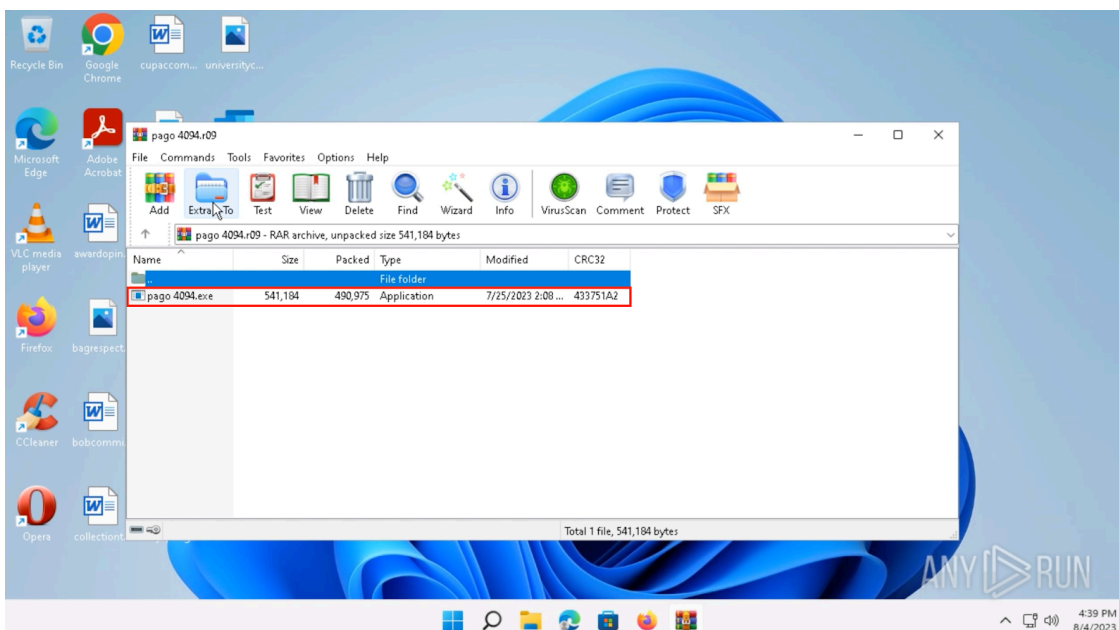 Recycle Bin
Google
Chrome
cupaccom...
universityc...
Microsoft
Edge
Adobe
Acrobat
VLC media
player
awardopin.
Firefox
bagrespect.
CCleaner
bobcommi.
Opera
collectiont.
pago 4094.r09
File Commands Tools Favorites Options Help
Add Extract To Test View Delete Find Wizard Info VirusScan Comment Protect SFX
pago 4094.r09 - RAR archive, unpacked size 541,184 bytes
Name Size Packed Type Modified CRC32
.. File folder
pago 4094.exe 541,184 490,975 Application 7/25/2023 2:08 ... 433751A2
Total 1 file, 541,184 bytes
ANY RUN
4:39 PM
8/4/2023